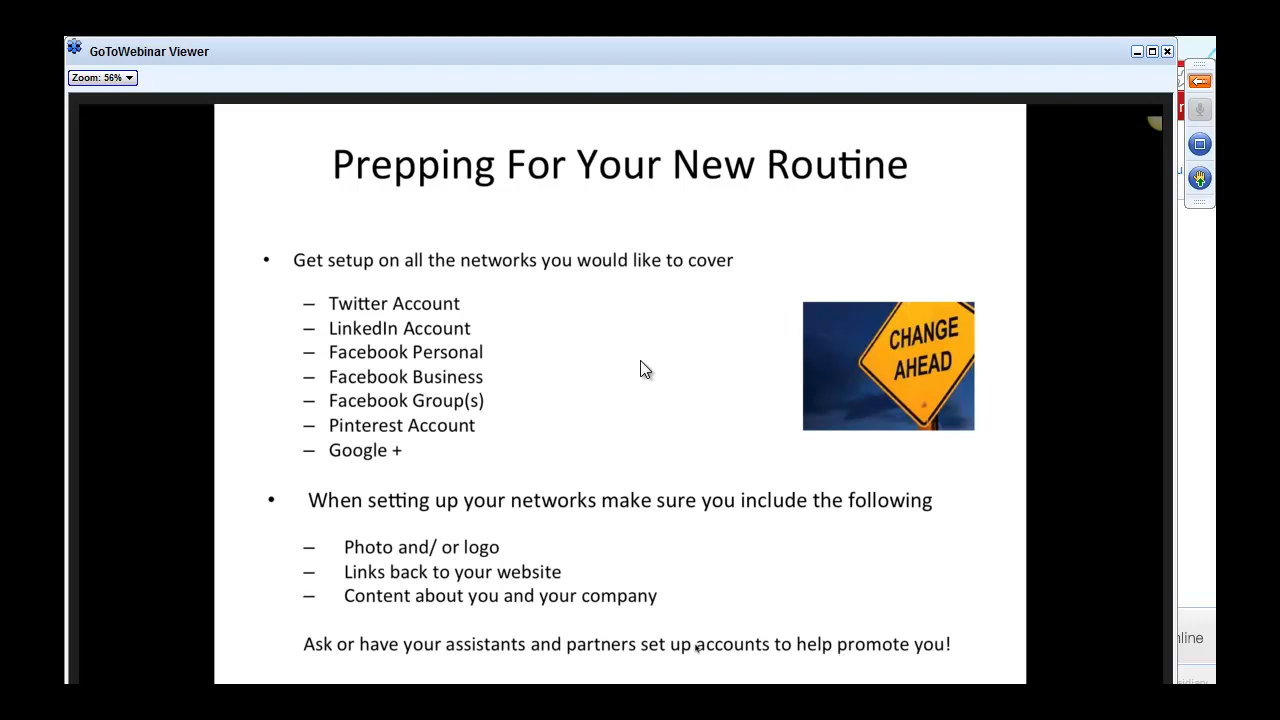 GoToWebinar Viewer
Zoom: 56%
Prepping For Your New Routine
• Get setup on all the networks you would like to cover
– Twitter Account
– LinkedIn Account
– Facebook Personal
– Facebook Business
– Facebook Group(s)
– Pinterest Account
– Google +
CHANGE
AHEAD
• When setting up your networks make sure you include the following
– Photo and/ or logo
– Links back to your website
– Content about you and your company
Ask or have your assistants and partners set up accounts to help promote you!
nline